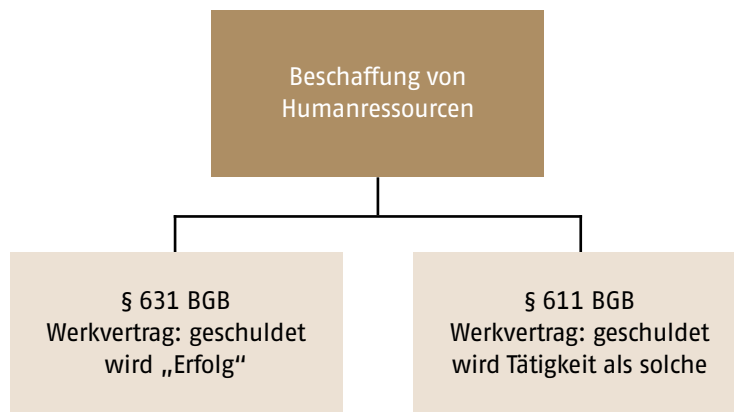 Beschaffung von
Humanressourcen
§ 631 BGB
Werkvertrag: geschuldet
wird „Erfolg“
§ 611 BGB
Werkvertrag: geschuldet
wird Tätigkeit als solche